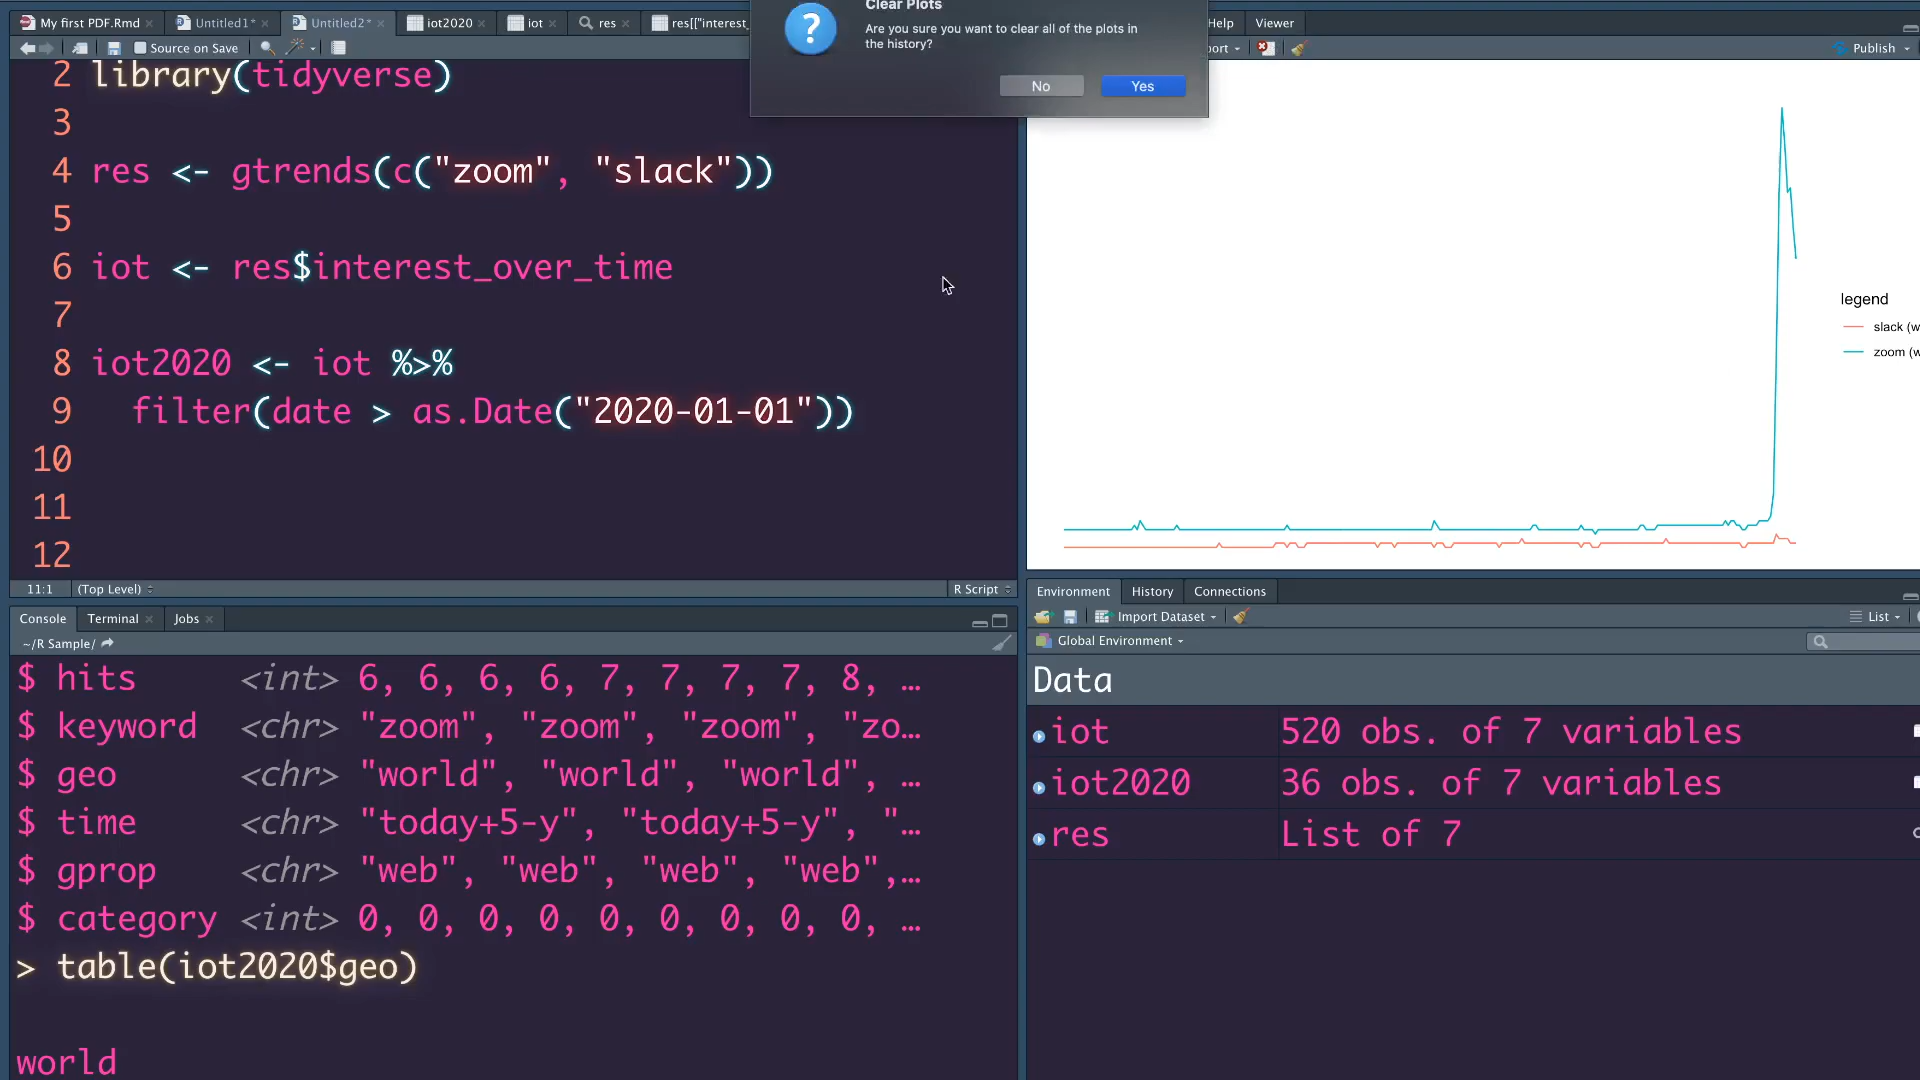 My first PDF.Rmd
Untitled1*
Untitled2*
iot2020
iot
res
res[["interest_
Source on Save
Clear Plots
Are you sure you want to clear all of the plots in
the history?
No
Yes
Help
Viewer
port
Publish
2 library(tidyverse)
3
4 res <- gtrends(c("zoom", "slack"))
5
6 iot <- res$interest_over_time
7
8 iot2020 <- iot %>%
9 filter(date > as.Date("2020-01-01"))
10
11
12
11:1
(Top Level)
R Script
legend
slack (w
zoom (w
Console
Terminal
Jobs
~/R Sample/
$ hits <int> 6, 6, 6, 6, 7, 7, 7, 7, 8, …
$ keyword <chr> "zoom", "zoom", "zoom", "zo…
$ geo <chr> "world", "world", "world", …
$ time <chr> "today+5-y", "today+5-y", "…
$ gprop <chr> "web", "web", "web", "web",…
$ category <int> 0, 0, 0, 0, 0, 0, 0, 0, 0, …
> table(iot2020$geo)
world
Environment
History
Connections
Import Dataset
List
Global Environment
Data
iot 520 obs. of 7 variables
iot2020 36 obs. of 7 variables
res List of 7